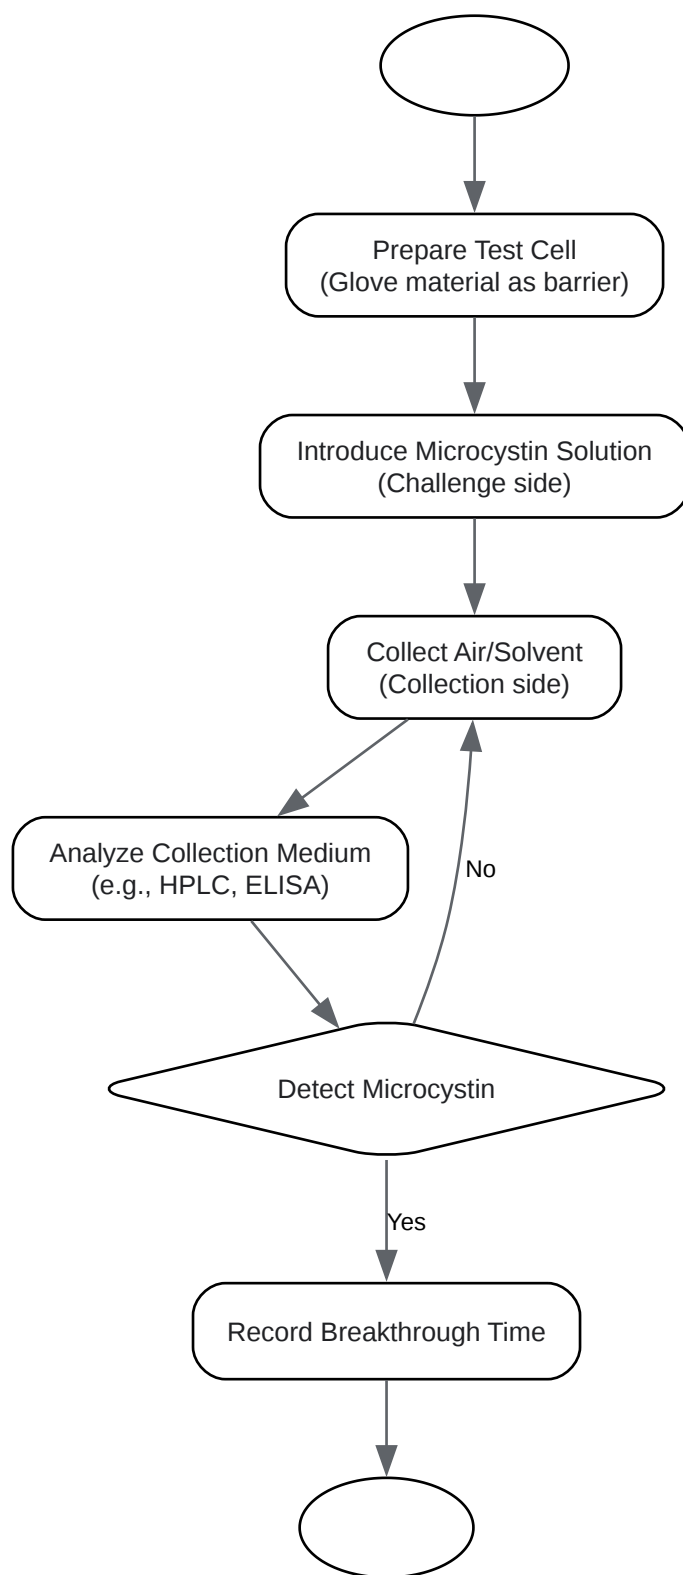 Prepare Test Cell
(Glove material as barrier)
Introduce Microcystin Solution
(Challenge side)
Collect Air/Solvent
(Collection side)
Analyze Collection Medium
(e.g., HPLC, ELISA)
No
Detect Microcystin
Yes
Record Breakthrough Time